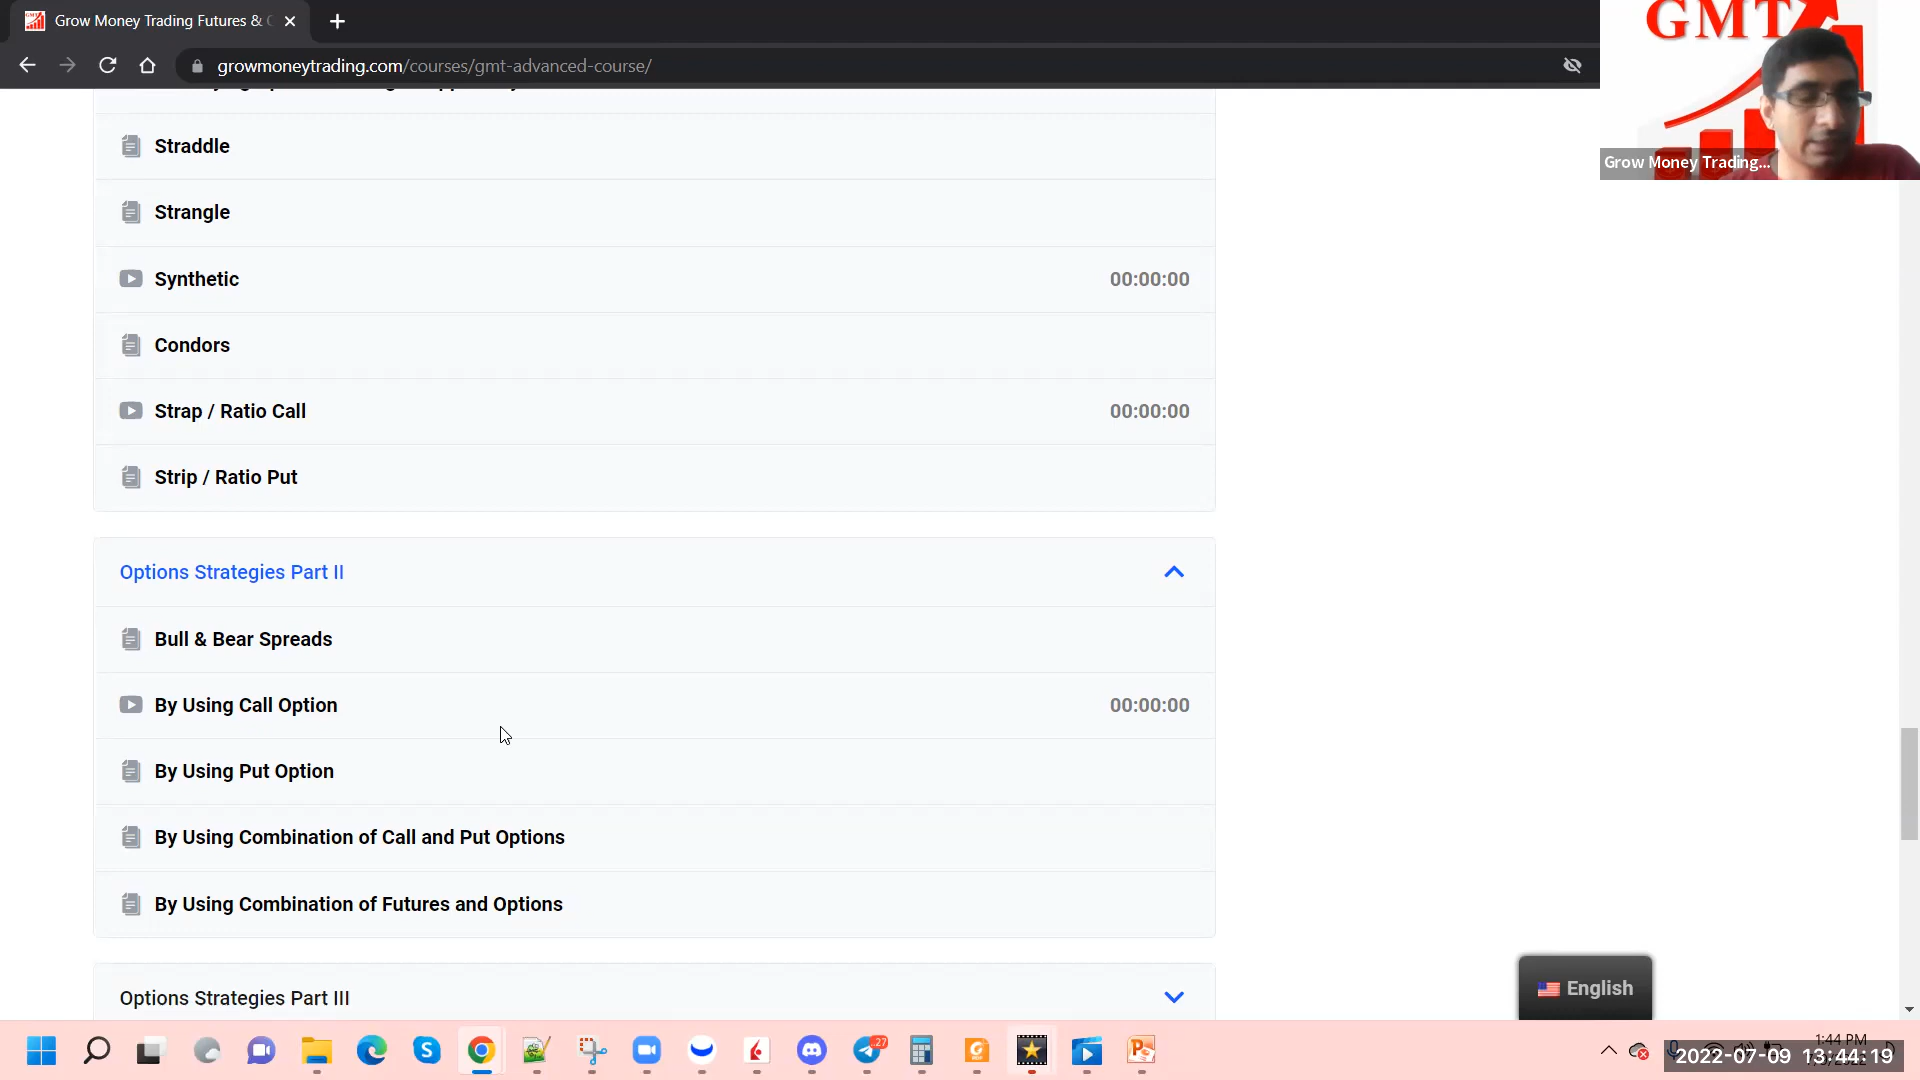 Grow Money Trading Futures &
growmoneytrading.com/courses/gmt-advanced-course/
GMT
Grow Money Trading...
Straddle
Strangle
Synthetic 00:00:00
Condors
Strap / Ratio Call 00:00:00
Strip / Ratio Put
Options Strategies Part II
Bull & Bear Spreads
By Using Call Option 00:00:00
By Using Put Option
By Using Combination of Call and Put Options
By Using Combination of Futures and Options
Options Strategies Part III
English
27
1:44 PM
2022-07-09 13:44:19